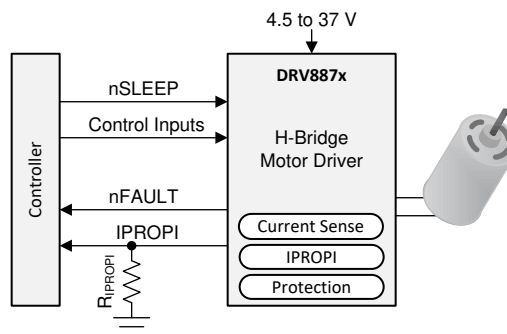 4.5 to 37 V
DRV887x
H-Bridge
Motor Driver
Controller
nSLEEP
Control Inputs
nFAULT
IPROPI
RIPROPI
Current Sense
IPROPI
Protection